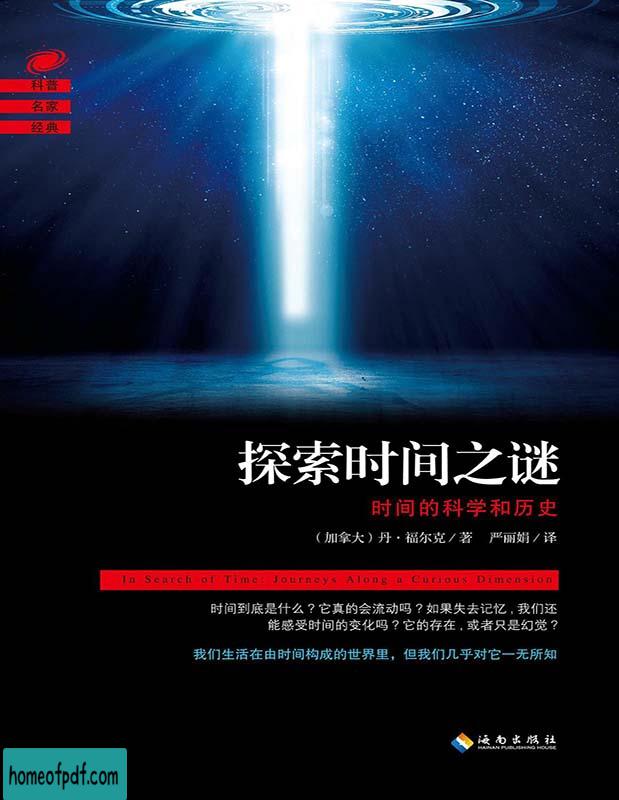 科普
名家
经典
探索时间之谜
时间的科学和历史
（加拿大）丹·福尔克／著 严丽娟／译
In Search of Time: Journeys Along a Curious Dimension
时间到底是什么？它真的会流动吗？如果失去记忆，我们还
能感受时间的变化吗？它的存在，或者只是幻觉？
我们生活在由时间构成的世界里，但我们几乎对它一无所知
海南出版社
HAINAN PUBLISHING HOUSE
homeofpdf.com